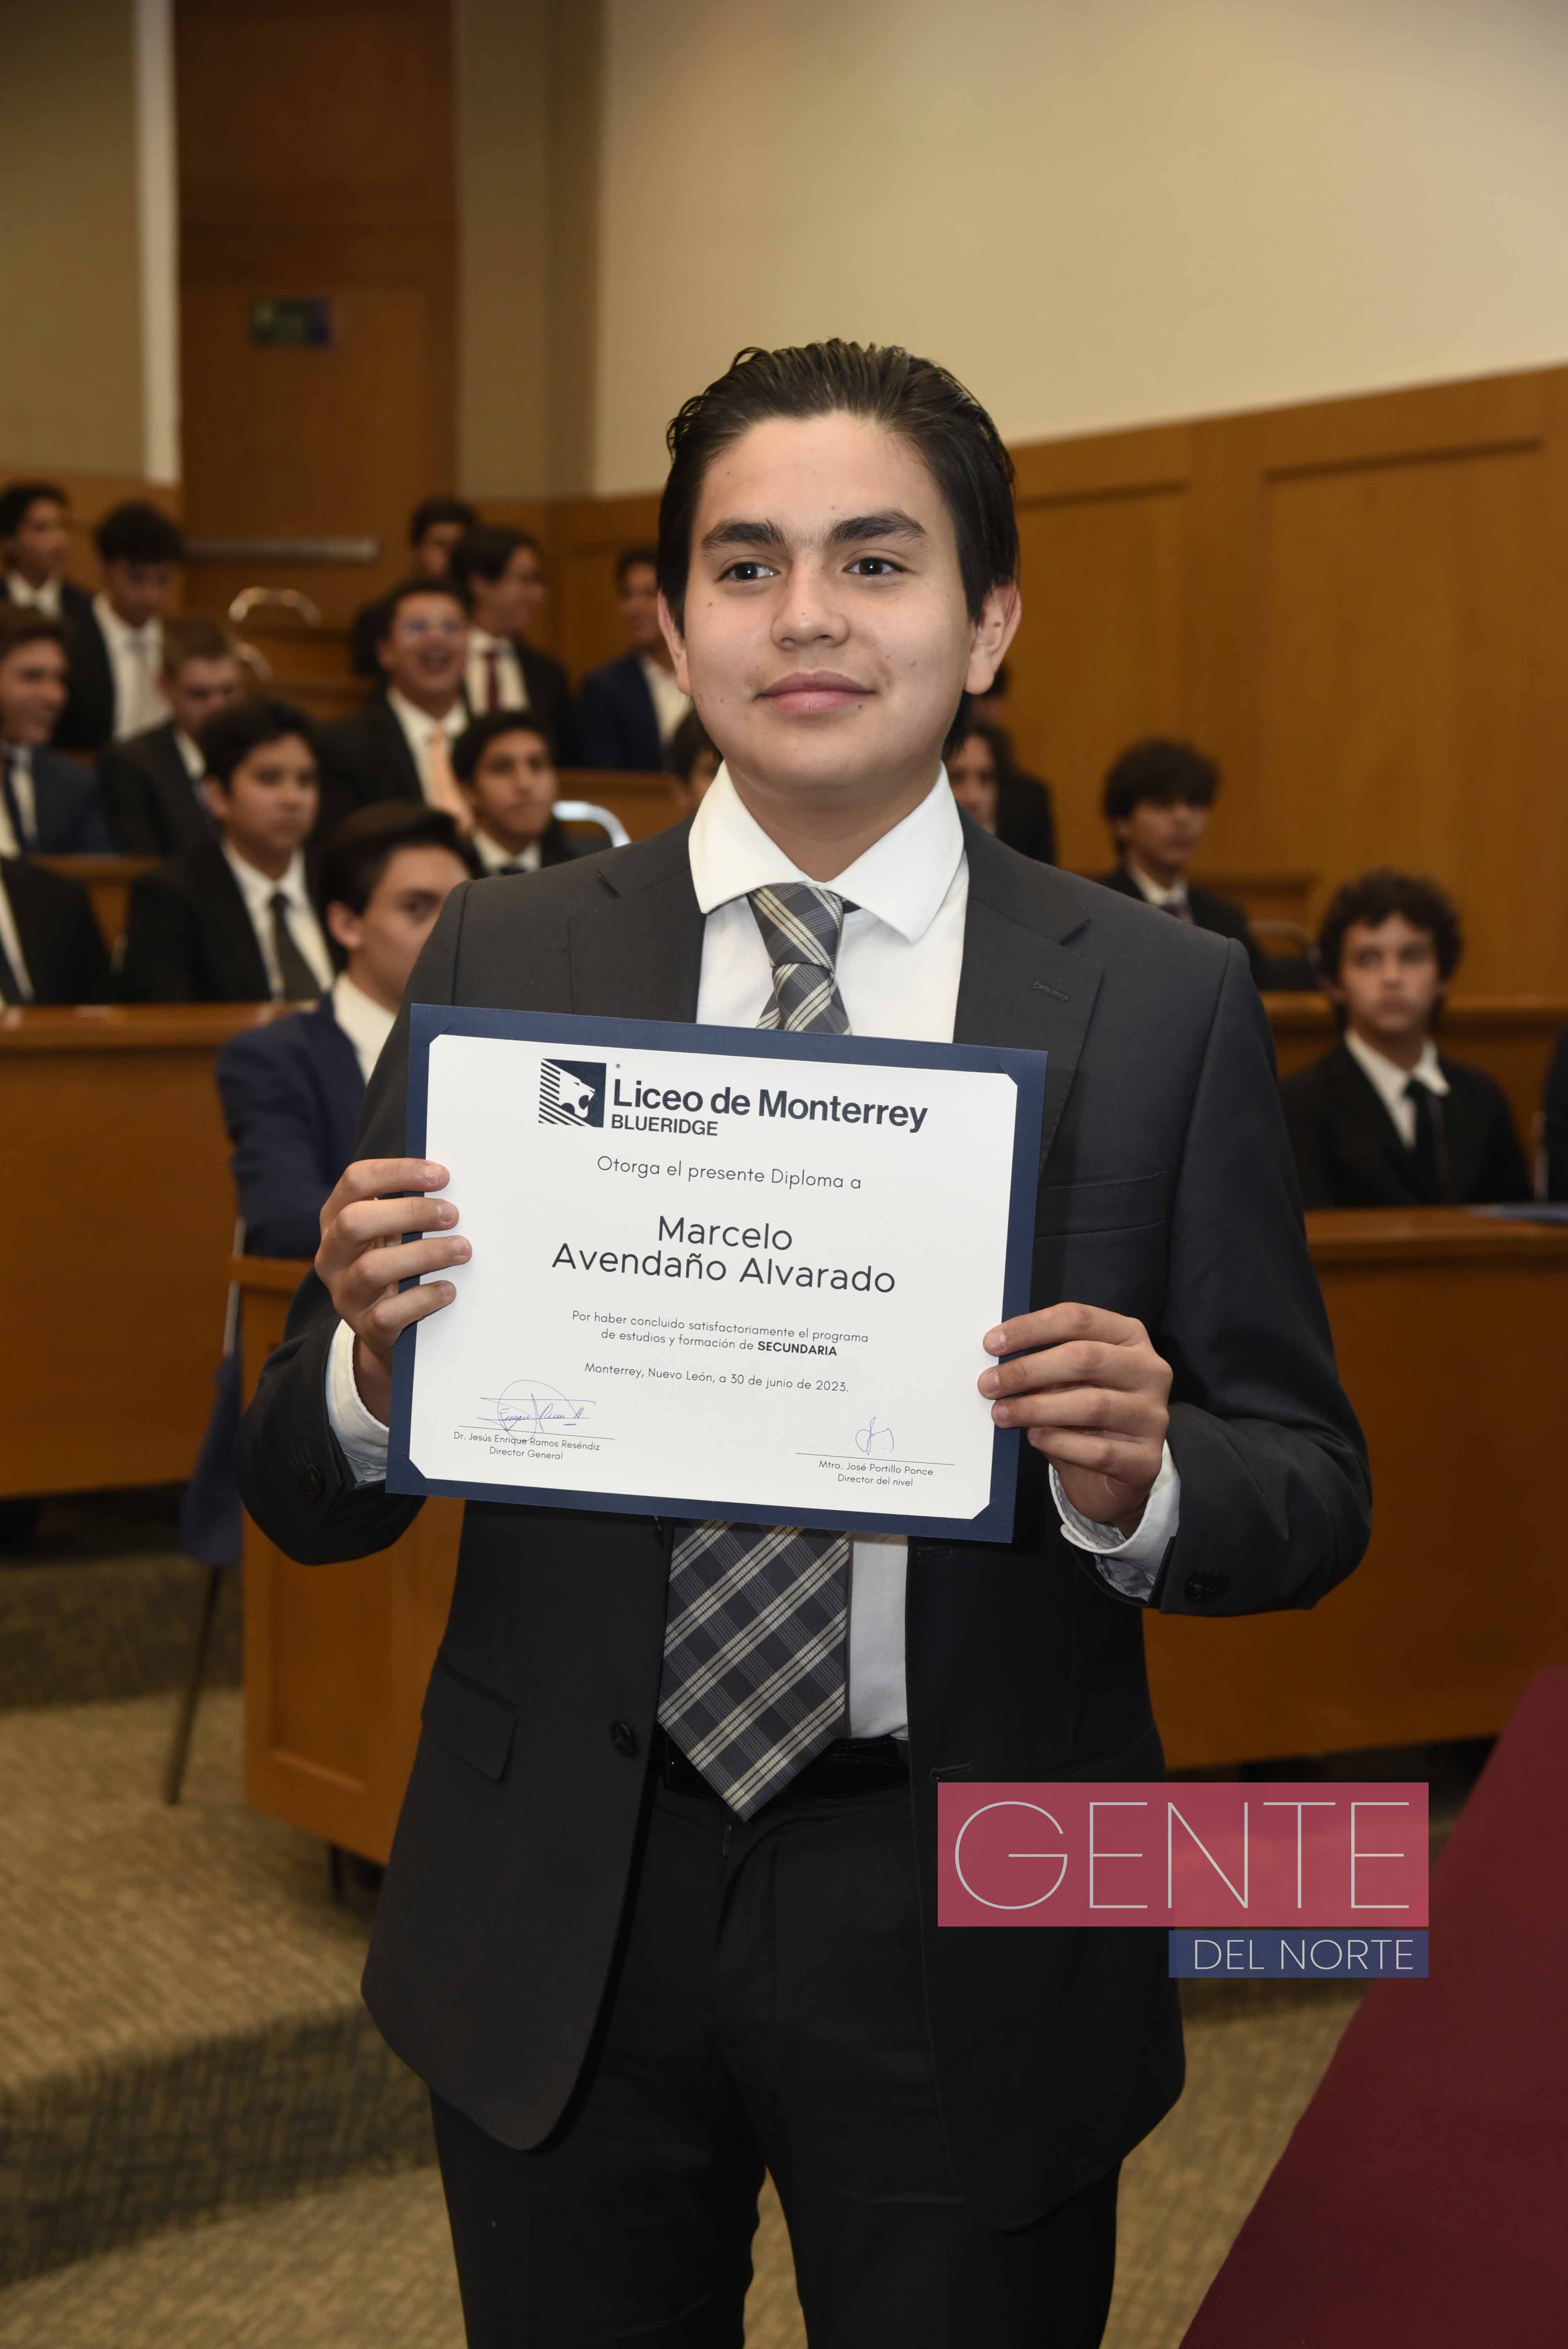 Liceo de Monterrey
BLUERIDGE
Otorga el presente Diploma a
Marcelo
Avendaño Alvarado
Por haber concluido satisfactoriamente el programa
de estudios y formación de SECUNDARIA
Monterrey, Nuevo León, a 30 de junio de 2023.
Dr. Jesús Enrique Ramos Reséndiz
Director General
Mtro. José Portillo Ponce
Director del nivel
GENTE
DEL NORTE